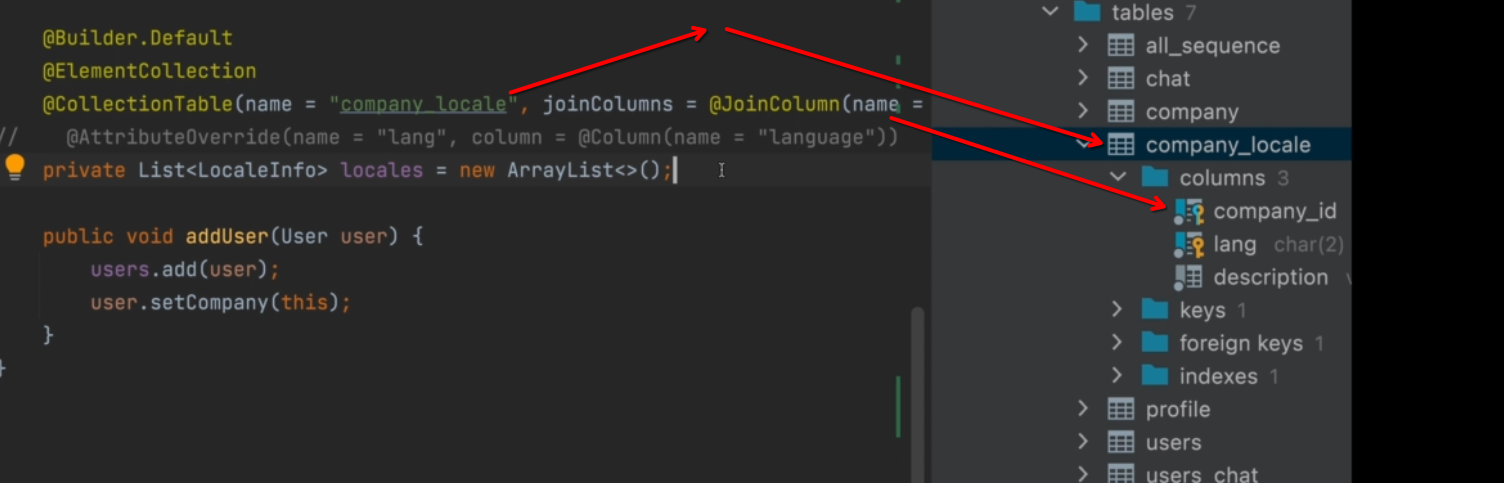 @Builder.Default
@ElementCollection
@CollectionTable(name = "company_locale", joinColumns = @JoinColumn(name =
//    @AttributeOverride(name = "lang", column = @Column(name = "language"))
private List<LocaleInfo> locales = new ArrayList<>();
public void addUser(User user) {
users.add(user);
user.setCompany(this);
}
}
tables 7
all_sequence
chat
company
company_locale
columns 3
company_id
lang char(2)
description
keys 1
foreign keys 1
indexes 1
profile
users
users_chat